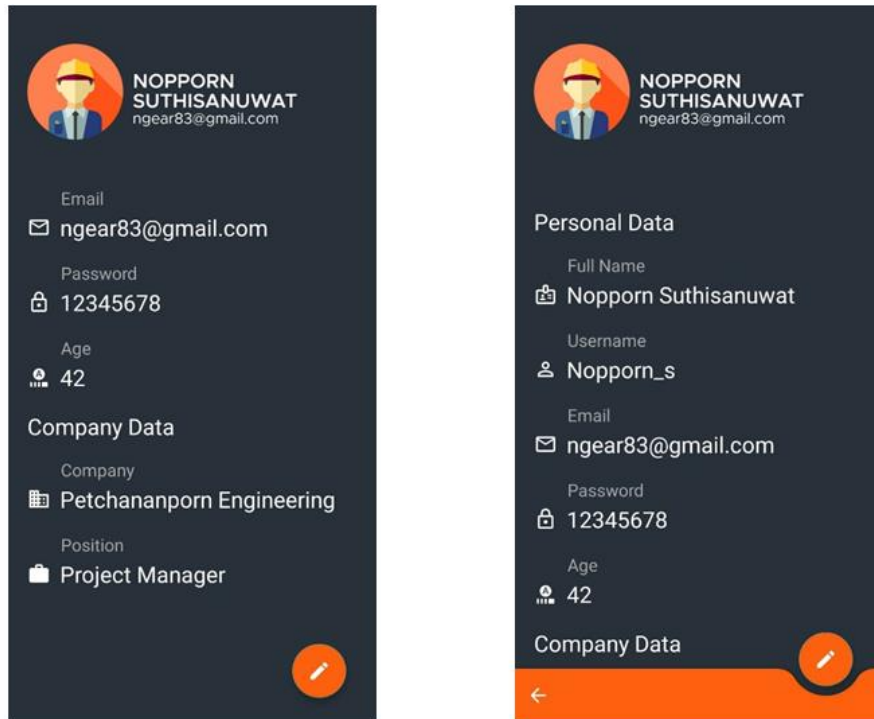 NOPPORN
SUTHISANUWAT
ngear83@gmail.com
Email
ngear83@gmail.com
Password
12345678
Age
42
Company Data
Company
Petchananporn Engineering
Position
Project Manager
NOPPORN
SUTHISANUWAT
ngear83@gmail.com
Personal Data
Full Name
Nopporn Suthisanuwat
Username
Nopporn_s
Email
ngear83@gmail.com
Password
12345678
Age
42
Company Data